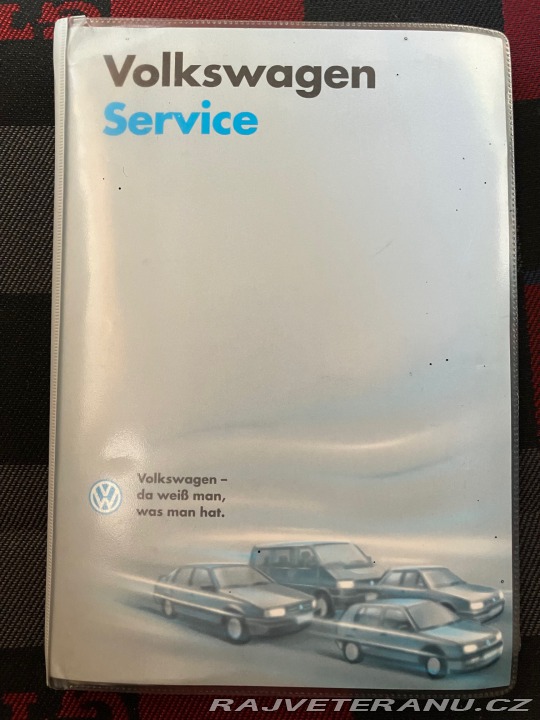 Volkswagen
Service
Volkswagen –
da weiß man,
was man hat.
RAJVETERANU.CZ